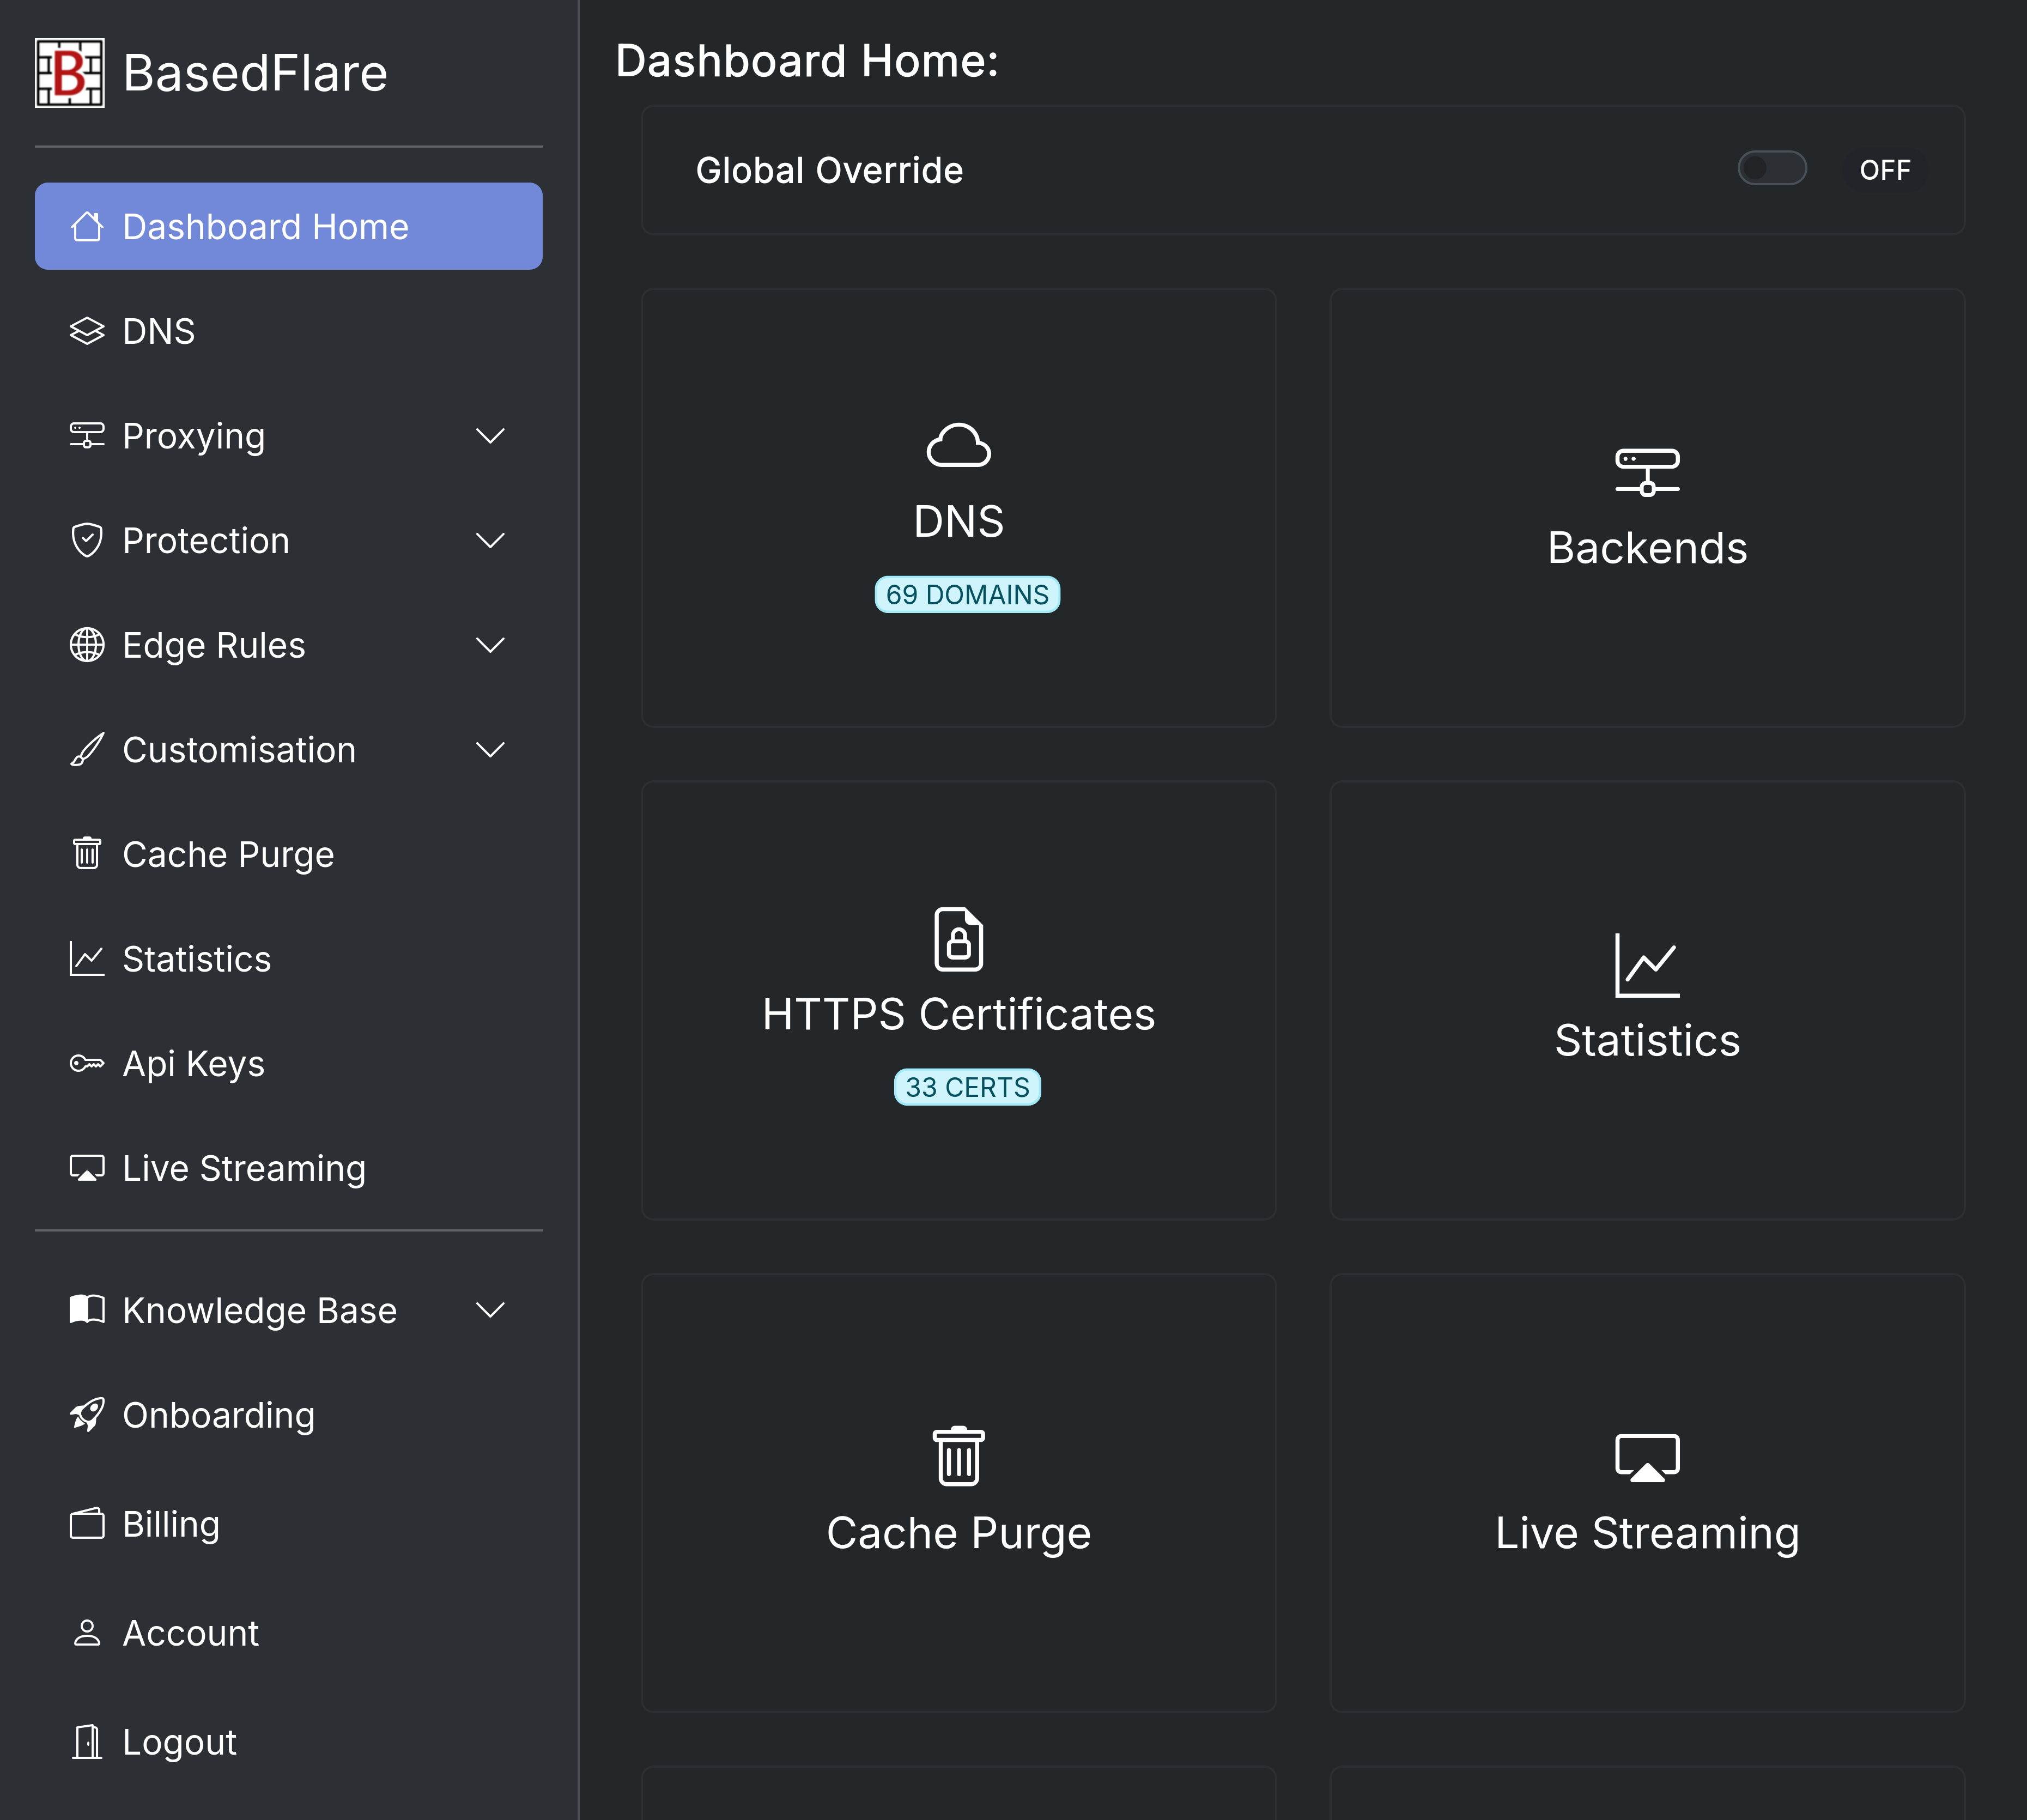 BasedFlare
Dashboard Home
DNS
Proxying
Protection
Edge Rules
Customisation
Cache Purge
Statistics
Api Keys
Live Streaming
Knowledge Base
Onboarding
Billing
Account
Logout
Dashboard Home:
Global Override
OFF
DNS
69 DOMAINS
Backends
HTTPS Certificates
33 CERTS
Statistics
Cache Purge
Live Streaming